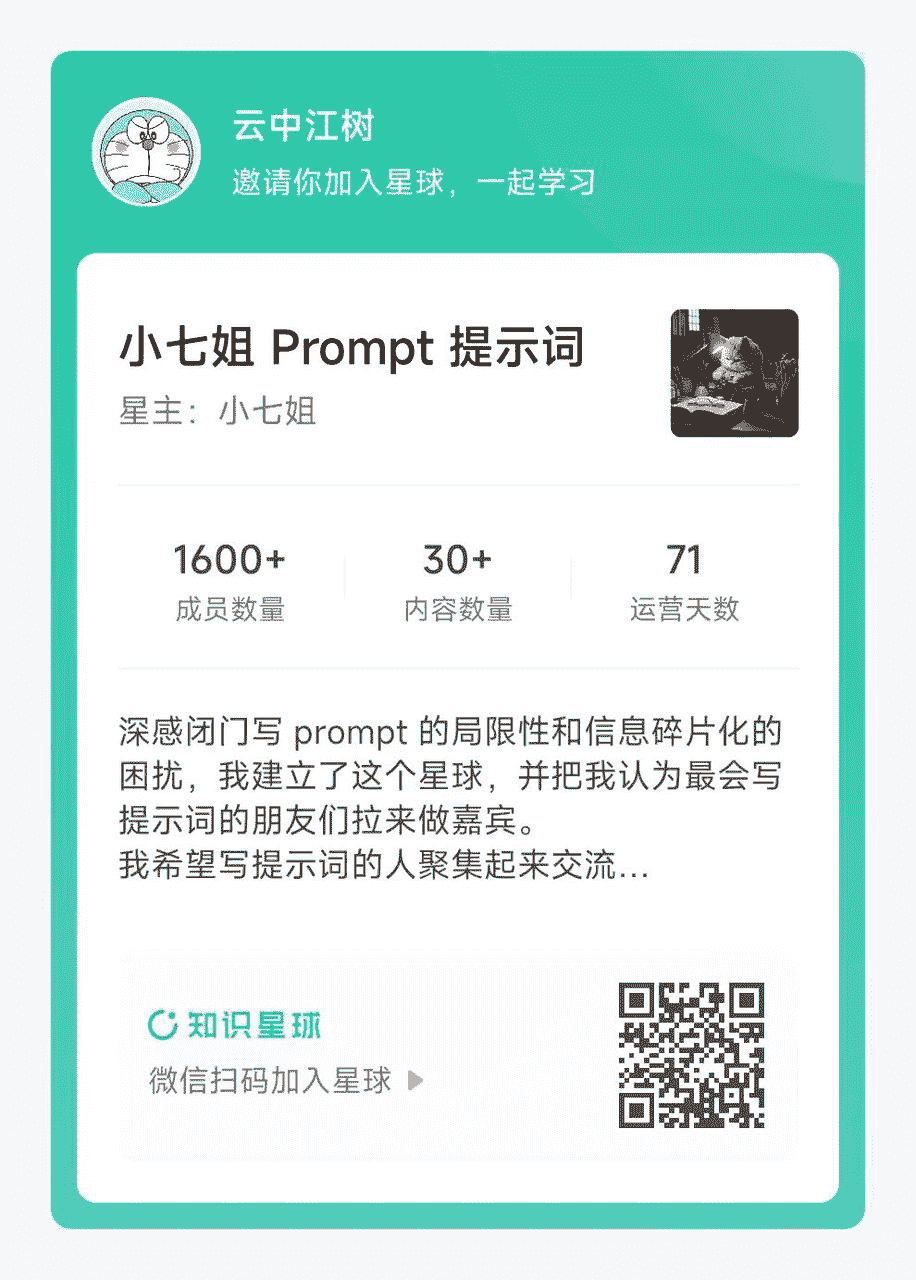 云中江树
邀请你加入星球，一起学习
小七姐 Prompt 提示词
星主：小七姐
1600+
成员数量
30+
内容数量
71
运营天数
深感闭门写 prompt 的局限性和信息碎片化的
困扰，我建立了这个星球，并把我认为最会写
提示词的朋友们拉来做嘉宾。
我希望写提示词的人聚集起来交流...
知识星球
微信扫码加入星球